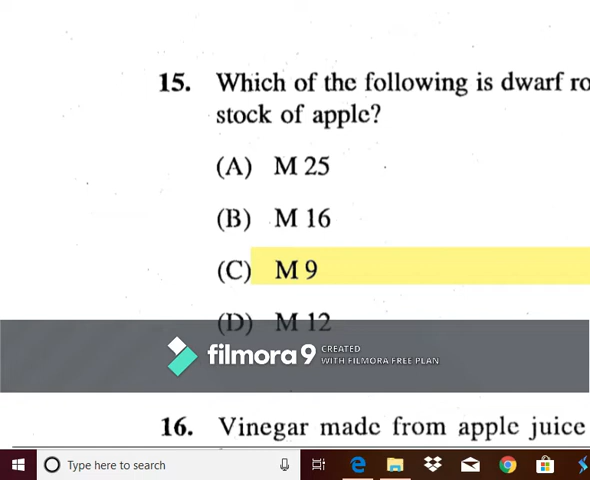 15. Which of the following is dwarf ro
stock of apple?
(A) M 25
(B) M 16
(C) M 9
(D) M 12
filmora9 CREATED
WITH FILMORA FREE PLAN
16. Vinegar made from apple juice
Type here to search